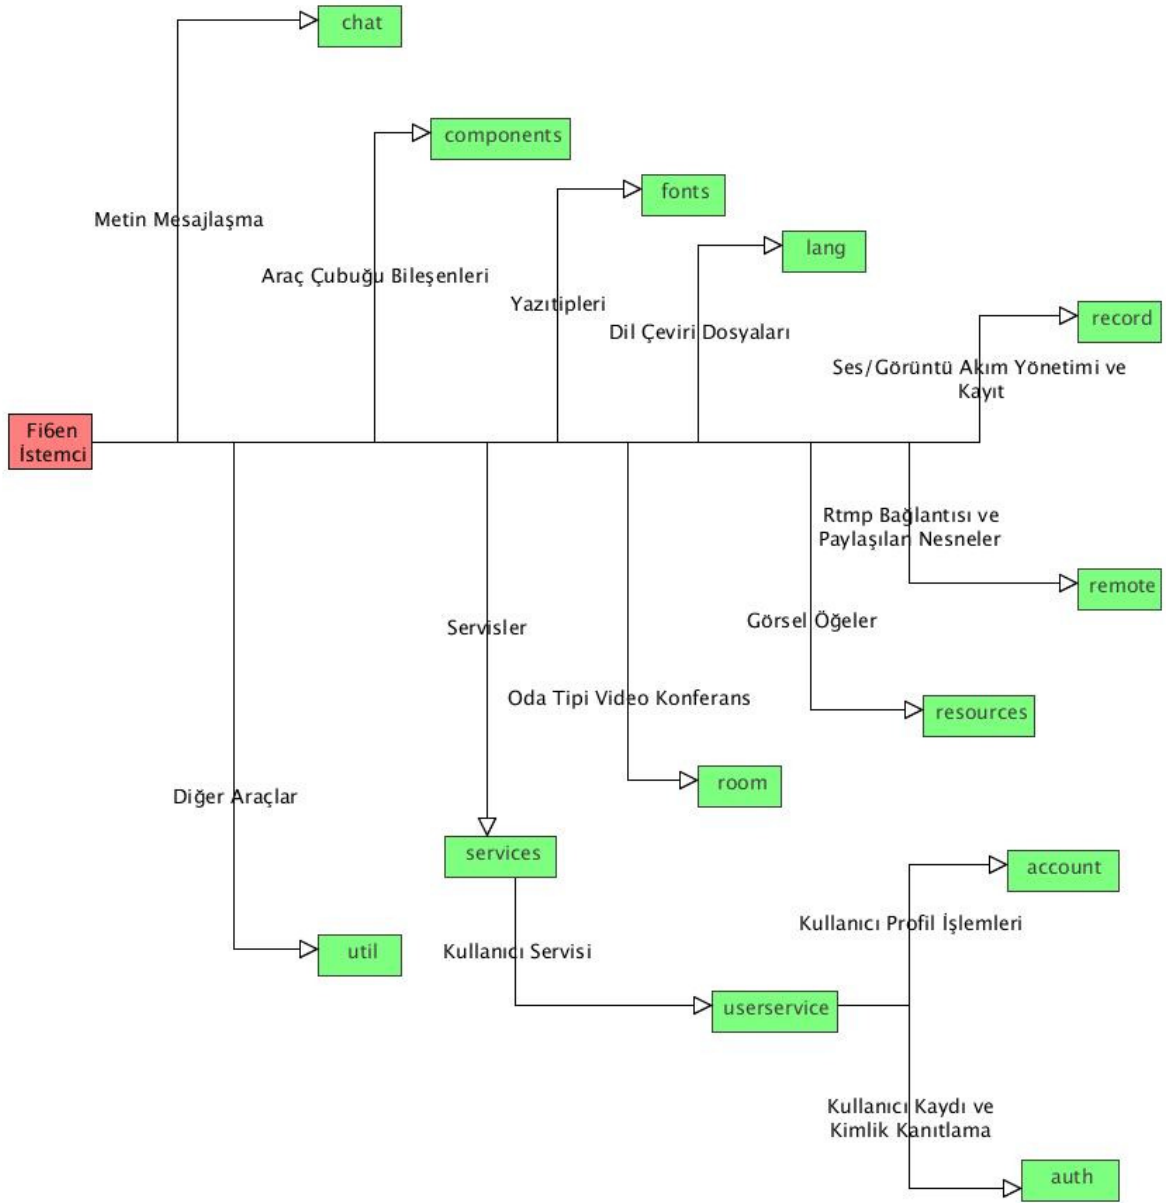 chat
components
fonts
Metin Mesajlaşma
lang
Araç Çubuğu Bileşenleri
Yazıtipleri
record
Dil Çeviri Dosyaları
Ses/Görüntü Akım Yönetimi ve
Kayıt
Fi6en
İstemci
Rtmp Bağlantısı ve
Paylaşılan Nesneler
remote
Görsel Öğeler
Servisler
Oda Tipi Video Konferans
resources
room
Diğer Araçlar
services
account
Kullanıcı Profil İşlemleri
util
Kullanıcı Servisi
userservice
Kullanıcı Kaydı ve
Kimlik Kanıtlama
auth